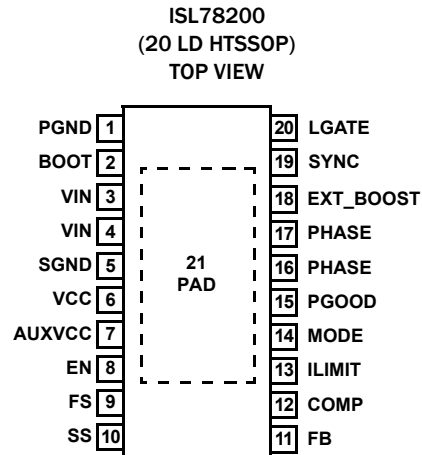 ISL78200
(20 LD HTSSOP)
TOP VIEW
PGND 1 20 LGATE
BOOT 2 19 SYNC
VIN 3 18 EXT_BOOST
VIN 4 17 PHASE
SGND 5 21 16 PHASE
VCC 6 PAD 15 PGOOD
AUXVCC 7 14 MODE
EN 8 13 ILIMIT
FS 9 12 COMP
SS 10 11 FB